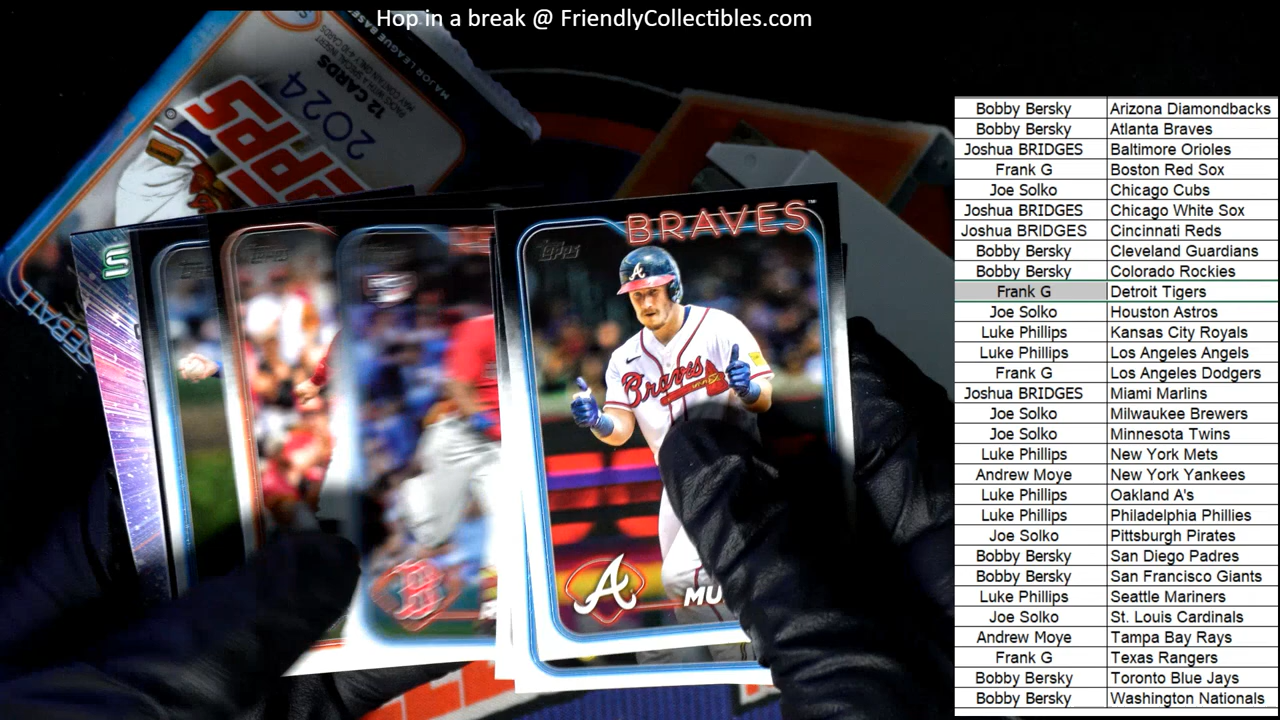 Hop in a break @ FriendlyCollectibles.com
MAJOR LEAGUE BASEB
12 CARDS
2024
topps
BASEBALL
S
BRAVES
topps
Braves
A
MU
B
Bobby Bersky Arizona Diamondbacks
Bobby Bersky Atlanta Braves
Joshua BRIDGES Baltimore Orioles
Frank G Boston Red Sox
Joe Solko Chicago Cubs
Joshua BRIDGES Chicago White Sox
Joshua BRIDGES Cincinnati Reds
Bobby Bersky Cleveland Guardians
Bobby Bersky Colorado Rockies
Frank G Detroit Tigers
Joe Solko Houston Astros
Luke Phillips Kansas City Royals
Luke Phillips Los Angeles Angels
Frank G Los Angeles Dodgers
Joshua BRIDGES Miami Marlins
Joe Solko Milwaukee Brewers
Joe Solko Minnesota Twins
Luke Phillips New York Mets
Andrew Moye New York Yankees
Luke Phillips Oakland A's
Luke Phillips Philadelphia Phillies
Joe Solko Pittsburgh Pirates
Bobby Bersky San Diego Padres
Bobby Bersky San Francisco Giants
Luke Phillips Seattle Mariners
Joe Solko St. Louis Cardinals
Andrew Moye Tampa Bay Rays
Frank G Texas Rangers
Bobby Bersky Toronto Blue Jays
Bobby Bersky Washington Nationals